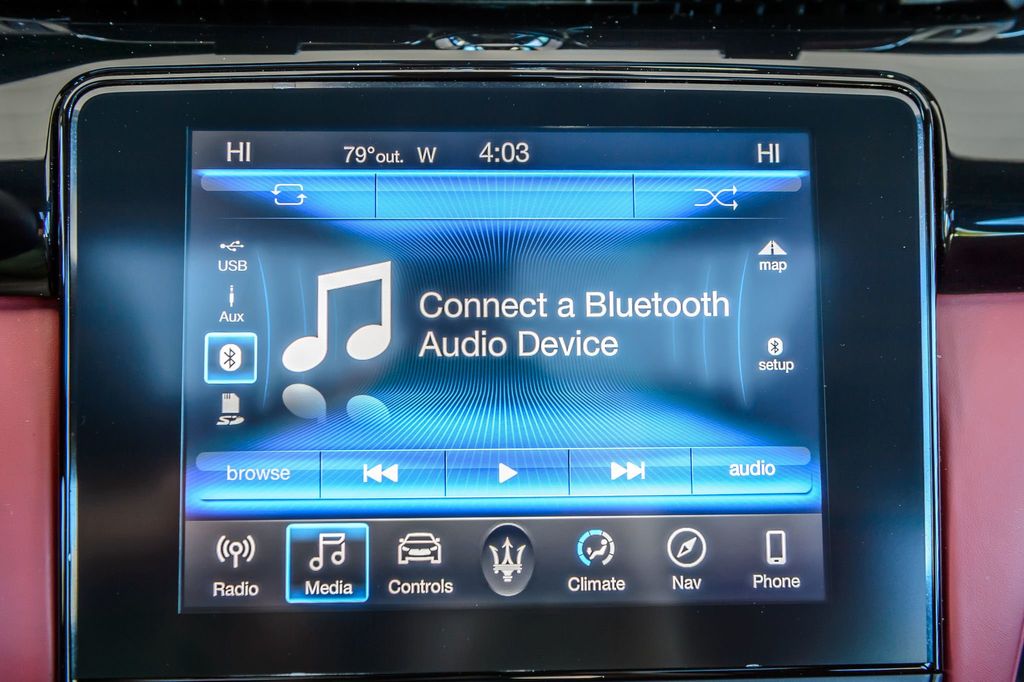 HI 79° out. W 4:03 HI
USB
map
Aux
Connect a Bluetooth
Audio Device
setup
SD
browse
audio
Radio Media Controls Climate Nav Phone